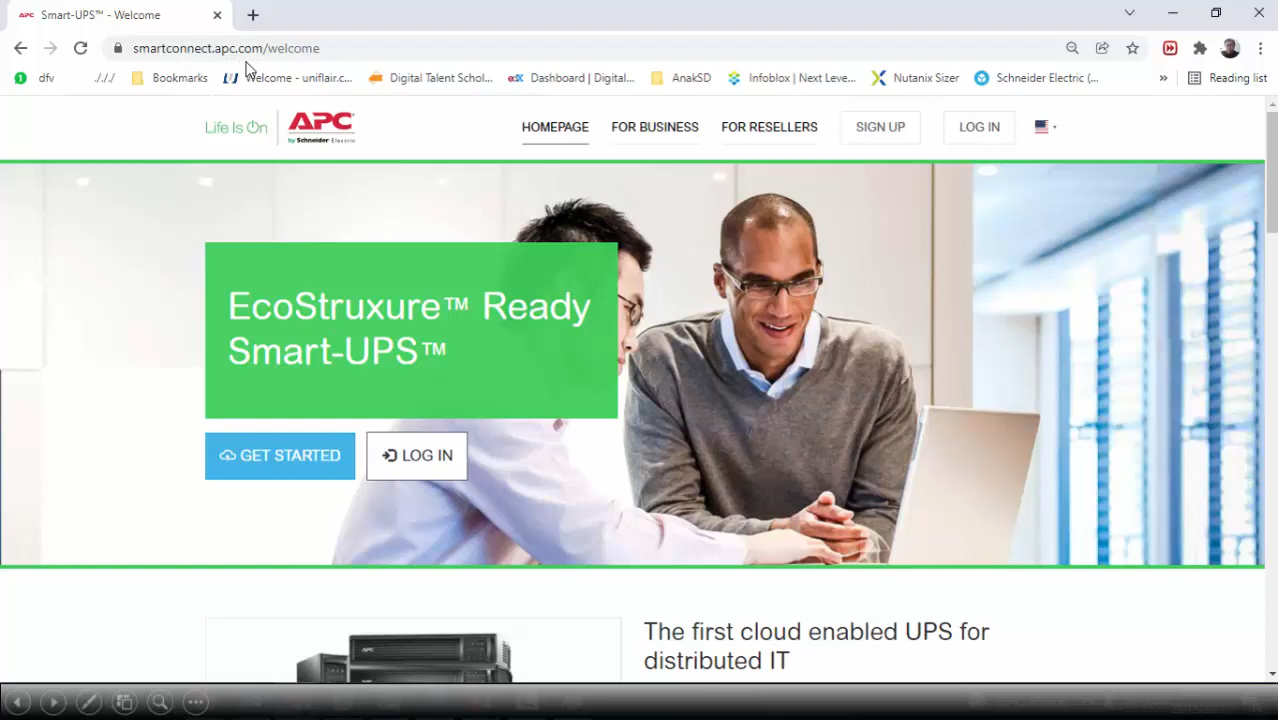 APC Smart-UPS™ - Welcome
smartconnect.apc.com/welcome
dfv
.///
Bookmarks
Welcome - uniflair.c...
Digital Talent Schol...
edX
Dashboard | Digital...
AnakSD
Infoblox | Next Leve...
Nutanix Sizer
Schneider Electric (...
»
Reading list
Life Is On
APC
by Schneider Electric
HOMEPAGE
FOR BUSINESS
FOR RESELLERS
SIGN UP
LOG IN
EcoStruxure™ Ready
Smart-UPS™
GET STARTED
LOG IN
APC
The first cloud enabled UPS for
distributed IT